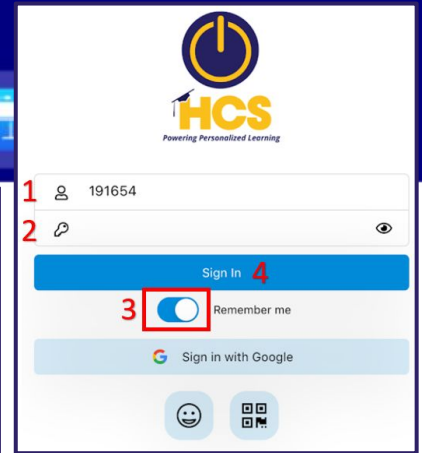 HCS
Powering Personalized Learning
1 191654
2
Sign In 4
3 Remember me
G Sign in with Google